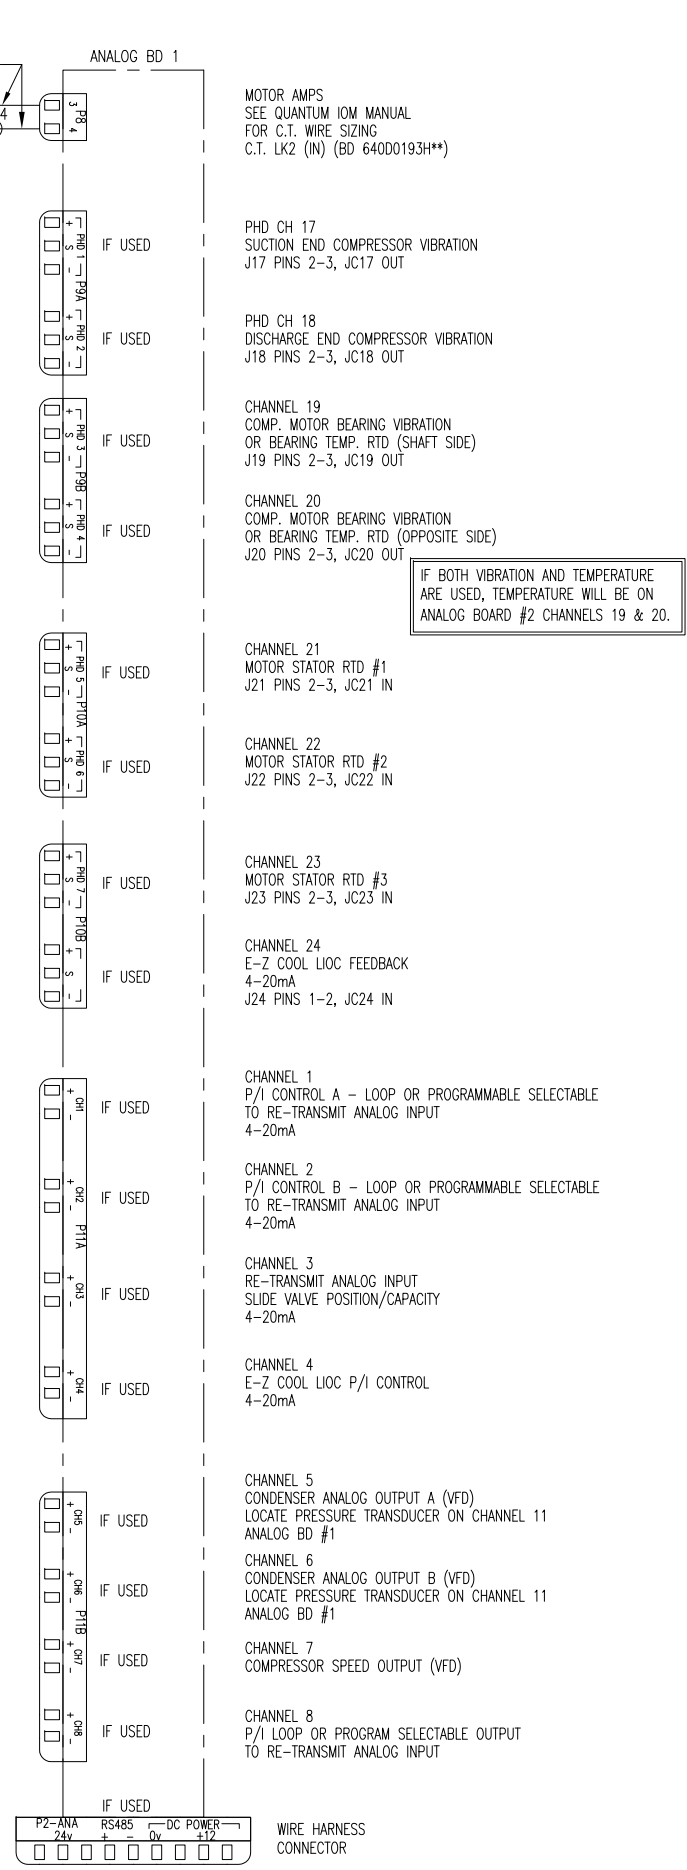 ANALOG BD 1
4
3 P8 4
MOTOR AMPS
SEE QUANTUM IOM MANUAL
FOR C.T. WIRE SIZING
C.T. LK2 (IN) (BD 640D0193H**)
+ S - PHD 1
IF USED
PHD CH 17
SUCTION END COMPRESSOR VIBRATION
J17 PINS 2-3, JC17 OUT
P9A
+ S - PHD 2
IF USED
PHD CH 18
DISCHARGE END COMPRESSOR VIBRATION
J18 PINS 2-3, JC18 OUT
+ S - PHD 3
IF USED
CHANNEL 19
COMP. MOTOR BEARING VIBRATION
OR BEARING TEMP. RTD (SHAFT SIDE)
J19 PINS 2-3, JC19 OUT
P9B
+ S - PHD 4
IF USED
CHANNEL 20
COMP. MOTOR BEARING VIBRATION
OR BEARING TEMP. RTD (OPPOSITE SIDE)
J20 PINS 2-3, JC20 OUT
IF BOTH VIBRATION AND TEMPERATURE
ARE USED, TEMPERATURE WILL BE ON
ANALOG BOARD #2 CHANNELS 19 & 20.
+ S - PHD 5
IF USED
CHANNEL 21
MOTOR STATOR RTD #1
J21 PINS 2-3, JC21 IN
P10A
+ S - PHD 6
IF USED
CHANNEL 22
MOTOR STATOR RTD #2
J22 PINS 2-3, JC22 IN
+ S - PHD 7
IF USED
CHANNEL 23
MOTOR STATOR RTD #3
J23 PINS 2-3, JC23 IN
P10B
+ S -
IF USED
CHANNEL 24
E-Z COOL LIOC FEEDBACK
4-20mA
J24 PINS 1-2, JC24 IN
+ - CH1
IF USED
CHANNEL 1
P/I CONTROL A - LOOP OR PROGRAMMABLE SELECTABLE
TO RE-TRANSMIT ANALOG INPUT
4-20mA
+ - CH2
IF USED
CHANNEL 2
P/I CONTROL B - LOOP OR PROGRAMMABLE SELECTABLE
TO RE-TRANSMIT ANALOG INPUT
4-20mA
P11A
+ - CH3
IF USED
CHANNEL 3
RE-TRANSMIT ANALOG INPUT
SLIDE VALVE POSITION/CAPACITY
4-20mA
+ - CH4
IF USED
CHANNEL 4
E-Z COOL LIOC P/I CONTROL
4-20mA
+ - CH5
IF USED
CHANNEL 5
CONDENSER ANALOG OUTPUT A (VFD)
LOCATE PRESSURE TRANSDUCER ON CHANNEL 11
ANALOG BD #1
+ - CH6
IF USED
CHANNEL 6
CONDENSER ANALOG OUTPUT B (VFD)
LOCATE PRESSURE TRANSDUCER ON CHANNEL 11
ANALOG BD #1
P11B
+ - CH7
IF USED
CHANNEL 7
COMPRESSOR SPEED OUTPUT (VFD)
+ - CH8
IF USED
CHANNEL 8
P/I LOOP OR PROGRAM SELECTABLE OUTPUT
TO RE-TRANSMIT ANALOG INPUT
IF USED
P2-ANA RS485 DC POWER
24v + - 0v +12
WIRE HARNESS
CONNECTOR